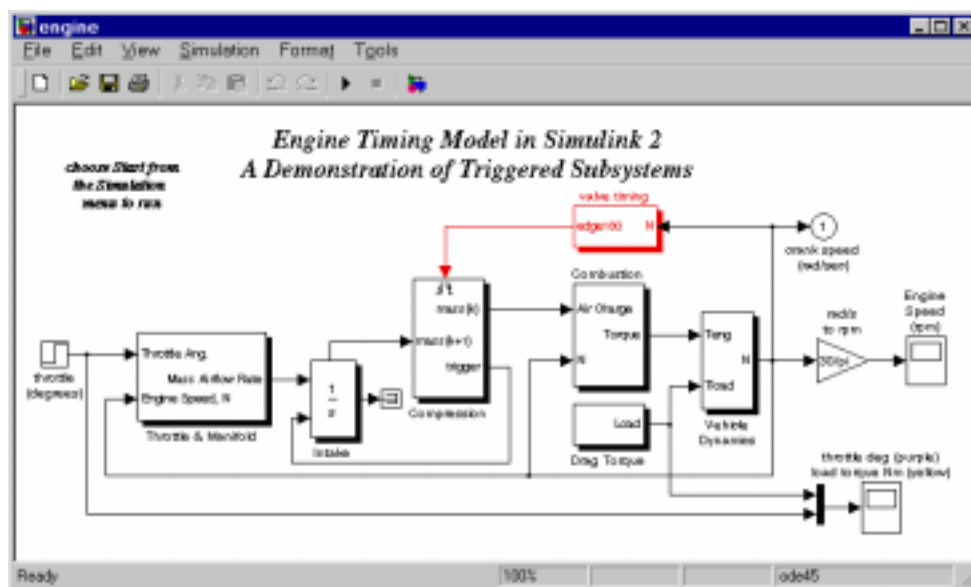 engine
File Edit View Simulation Format Tools
Engine Timing Model in Simulink 2
A Demonstration of Triggered Subsystems
choose Start from
the Simulation
menu to run
valve timing
edge180 N
1
crank speed
(rad/sec)
Combustion
Air Charge
Torque
N
mass(k)
mass(k+1)
trigger
Compression
Teng
N
Tload
Vehicle
Dynamics
rad/s
to rpm
30/pi
Engine
Speed
(rpm)
throttle
(degrees)
Throttle Ang.
Mass Airflow Rate
Engine Speed, N
Throttle & Manifold
1
s
Intake
Load
Drag Torque
throttle deg (purple)
load torque Nm (yellow)
Ready 100% ode45